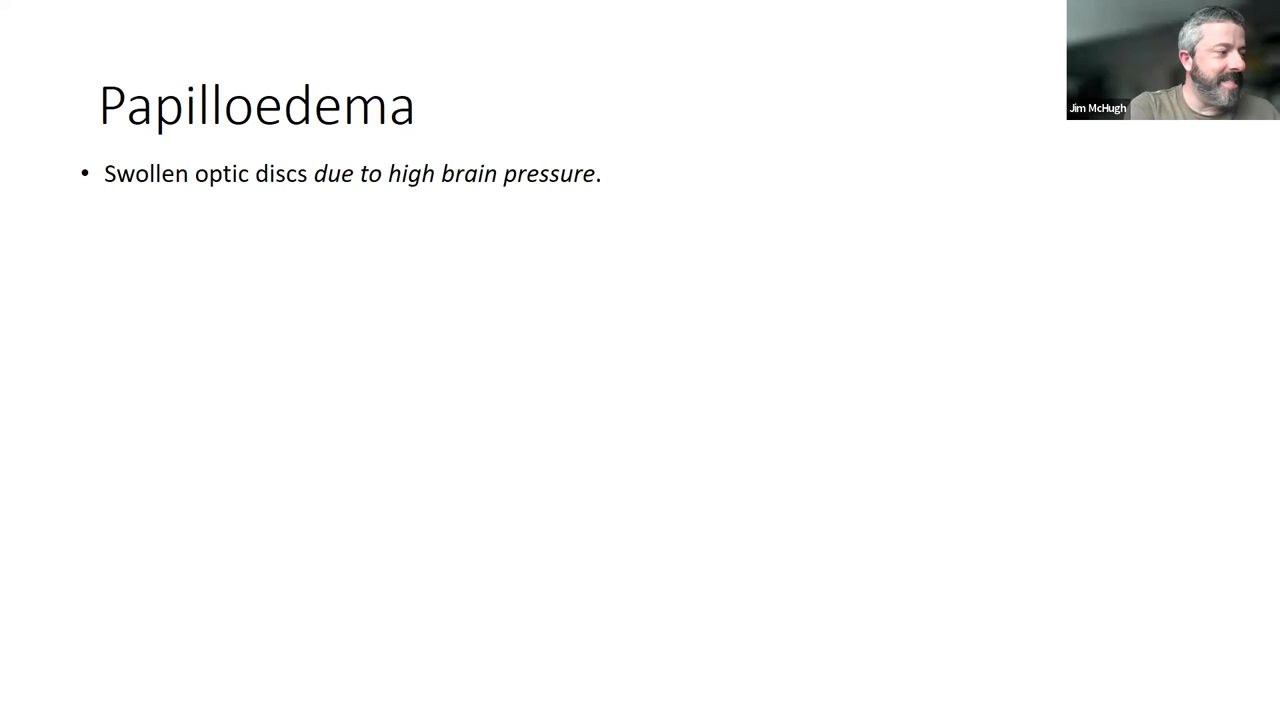 Papilloedema
• Swollen optic discs due to high brain pressure.
Jim McHugh